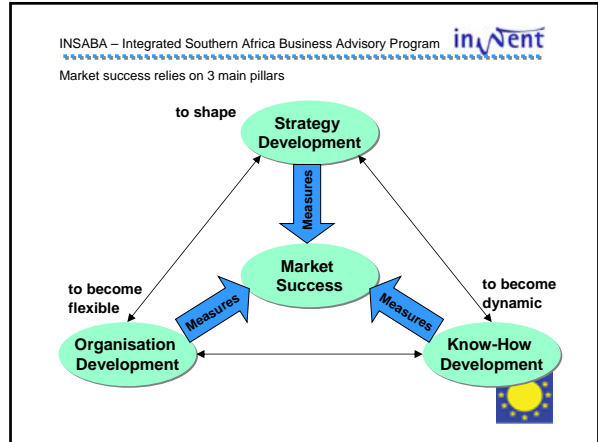 INSABA – Integrated Southern Africa Business Advisory Program
inwent
Market success relies on 3 main pillars
to shape
Strategy
Development
Measures
Market
Success
to become
flexible
to become
dynamic
Measures
Measures
Organisation
Development
Know-How
Development